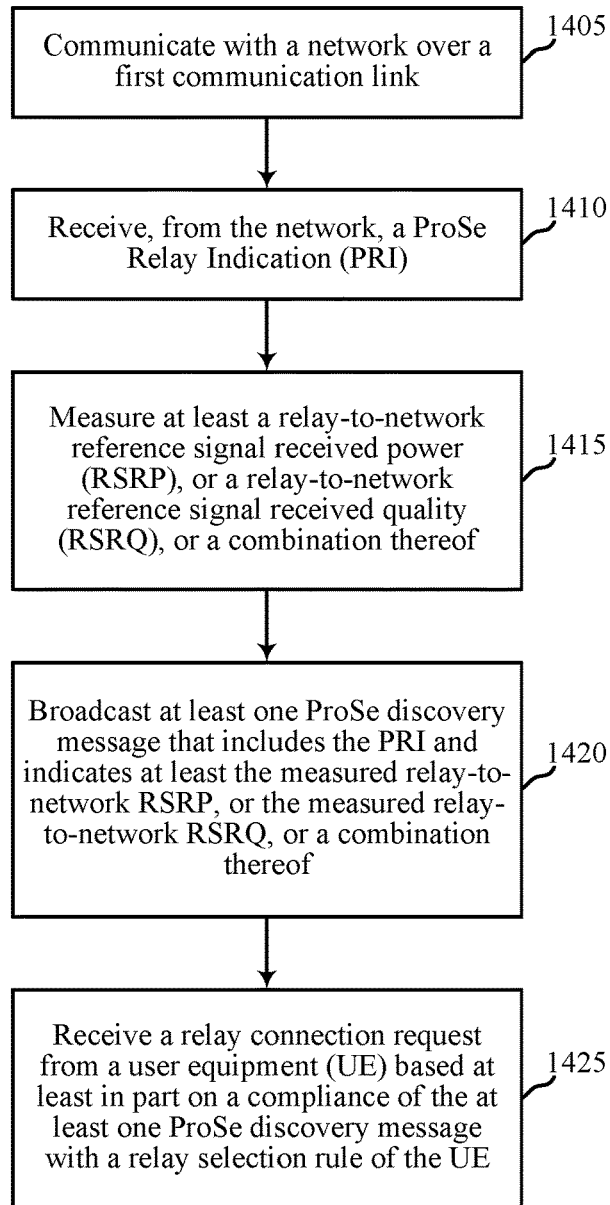 Communicate with a network over a
first communication link
1405
Receive, from the network, a ProSe
Relay Indication (PRI)
1410
Measure at least a relay-to-network
reference signal received power
(RSRP), or a relay-to-network
reference signal received quality
(RSRQ), or a combination thereof
1415
Broadcast at least one ProSe discovery
message that includes the PRI and
indicates at least the measured relay-to-
network RSRP, or the measured relay-
to-network RSRQ, or a combination
thereof
1420
Receive a relay connection request
from a user equipment (UE) based at
least in part on a compliance of the at
least one ProSe discovery message
with a relay selection rule of the UE
1425